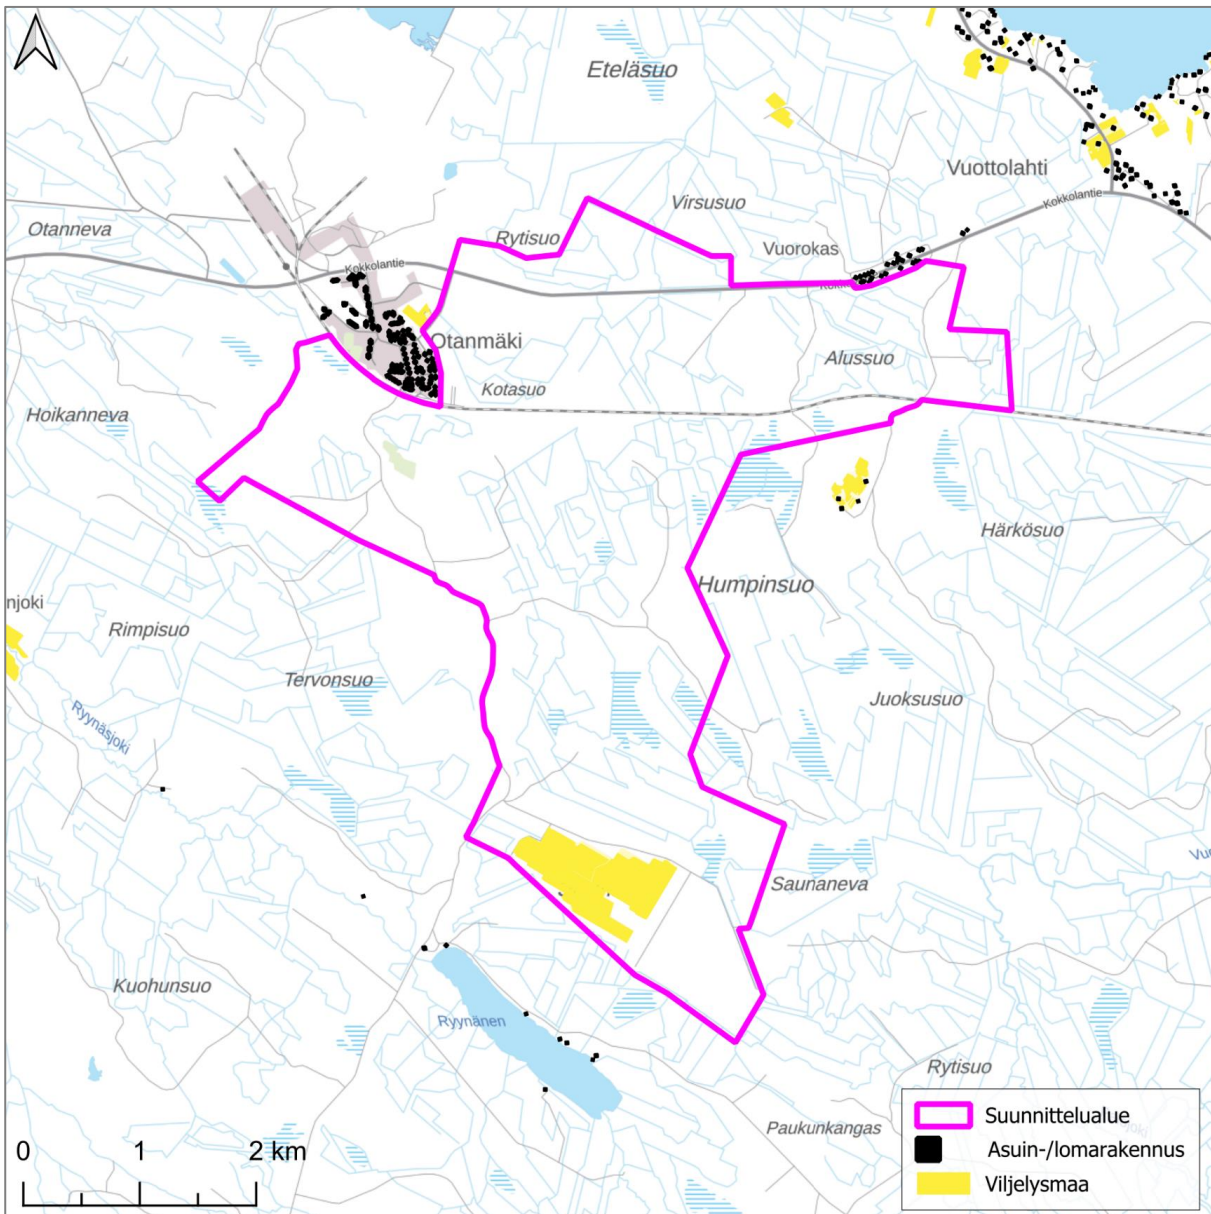 Eteläsuo
Vuottolahti
Kokkolantie
Virsusuo
Otanneva
Rytisuo
Vuorokas
Kokkolantie
Otanmäki
Alussuo
Kotasuo
Hoikanneva
Härkösuo
Humpinsuo
njoki
Rimpisuo
Tervonsuo
Juoksusuo
Ryynäsjoki
Saunaneva
Kuohunsuo
Ryynänen
Rytisuo
Paukunkangas
0 1 2 km
Suunnittelualue
Asuin-/lomarakennus
Viljelysmaa